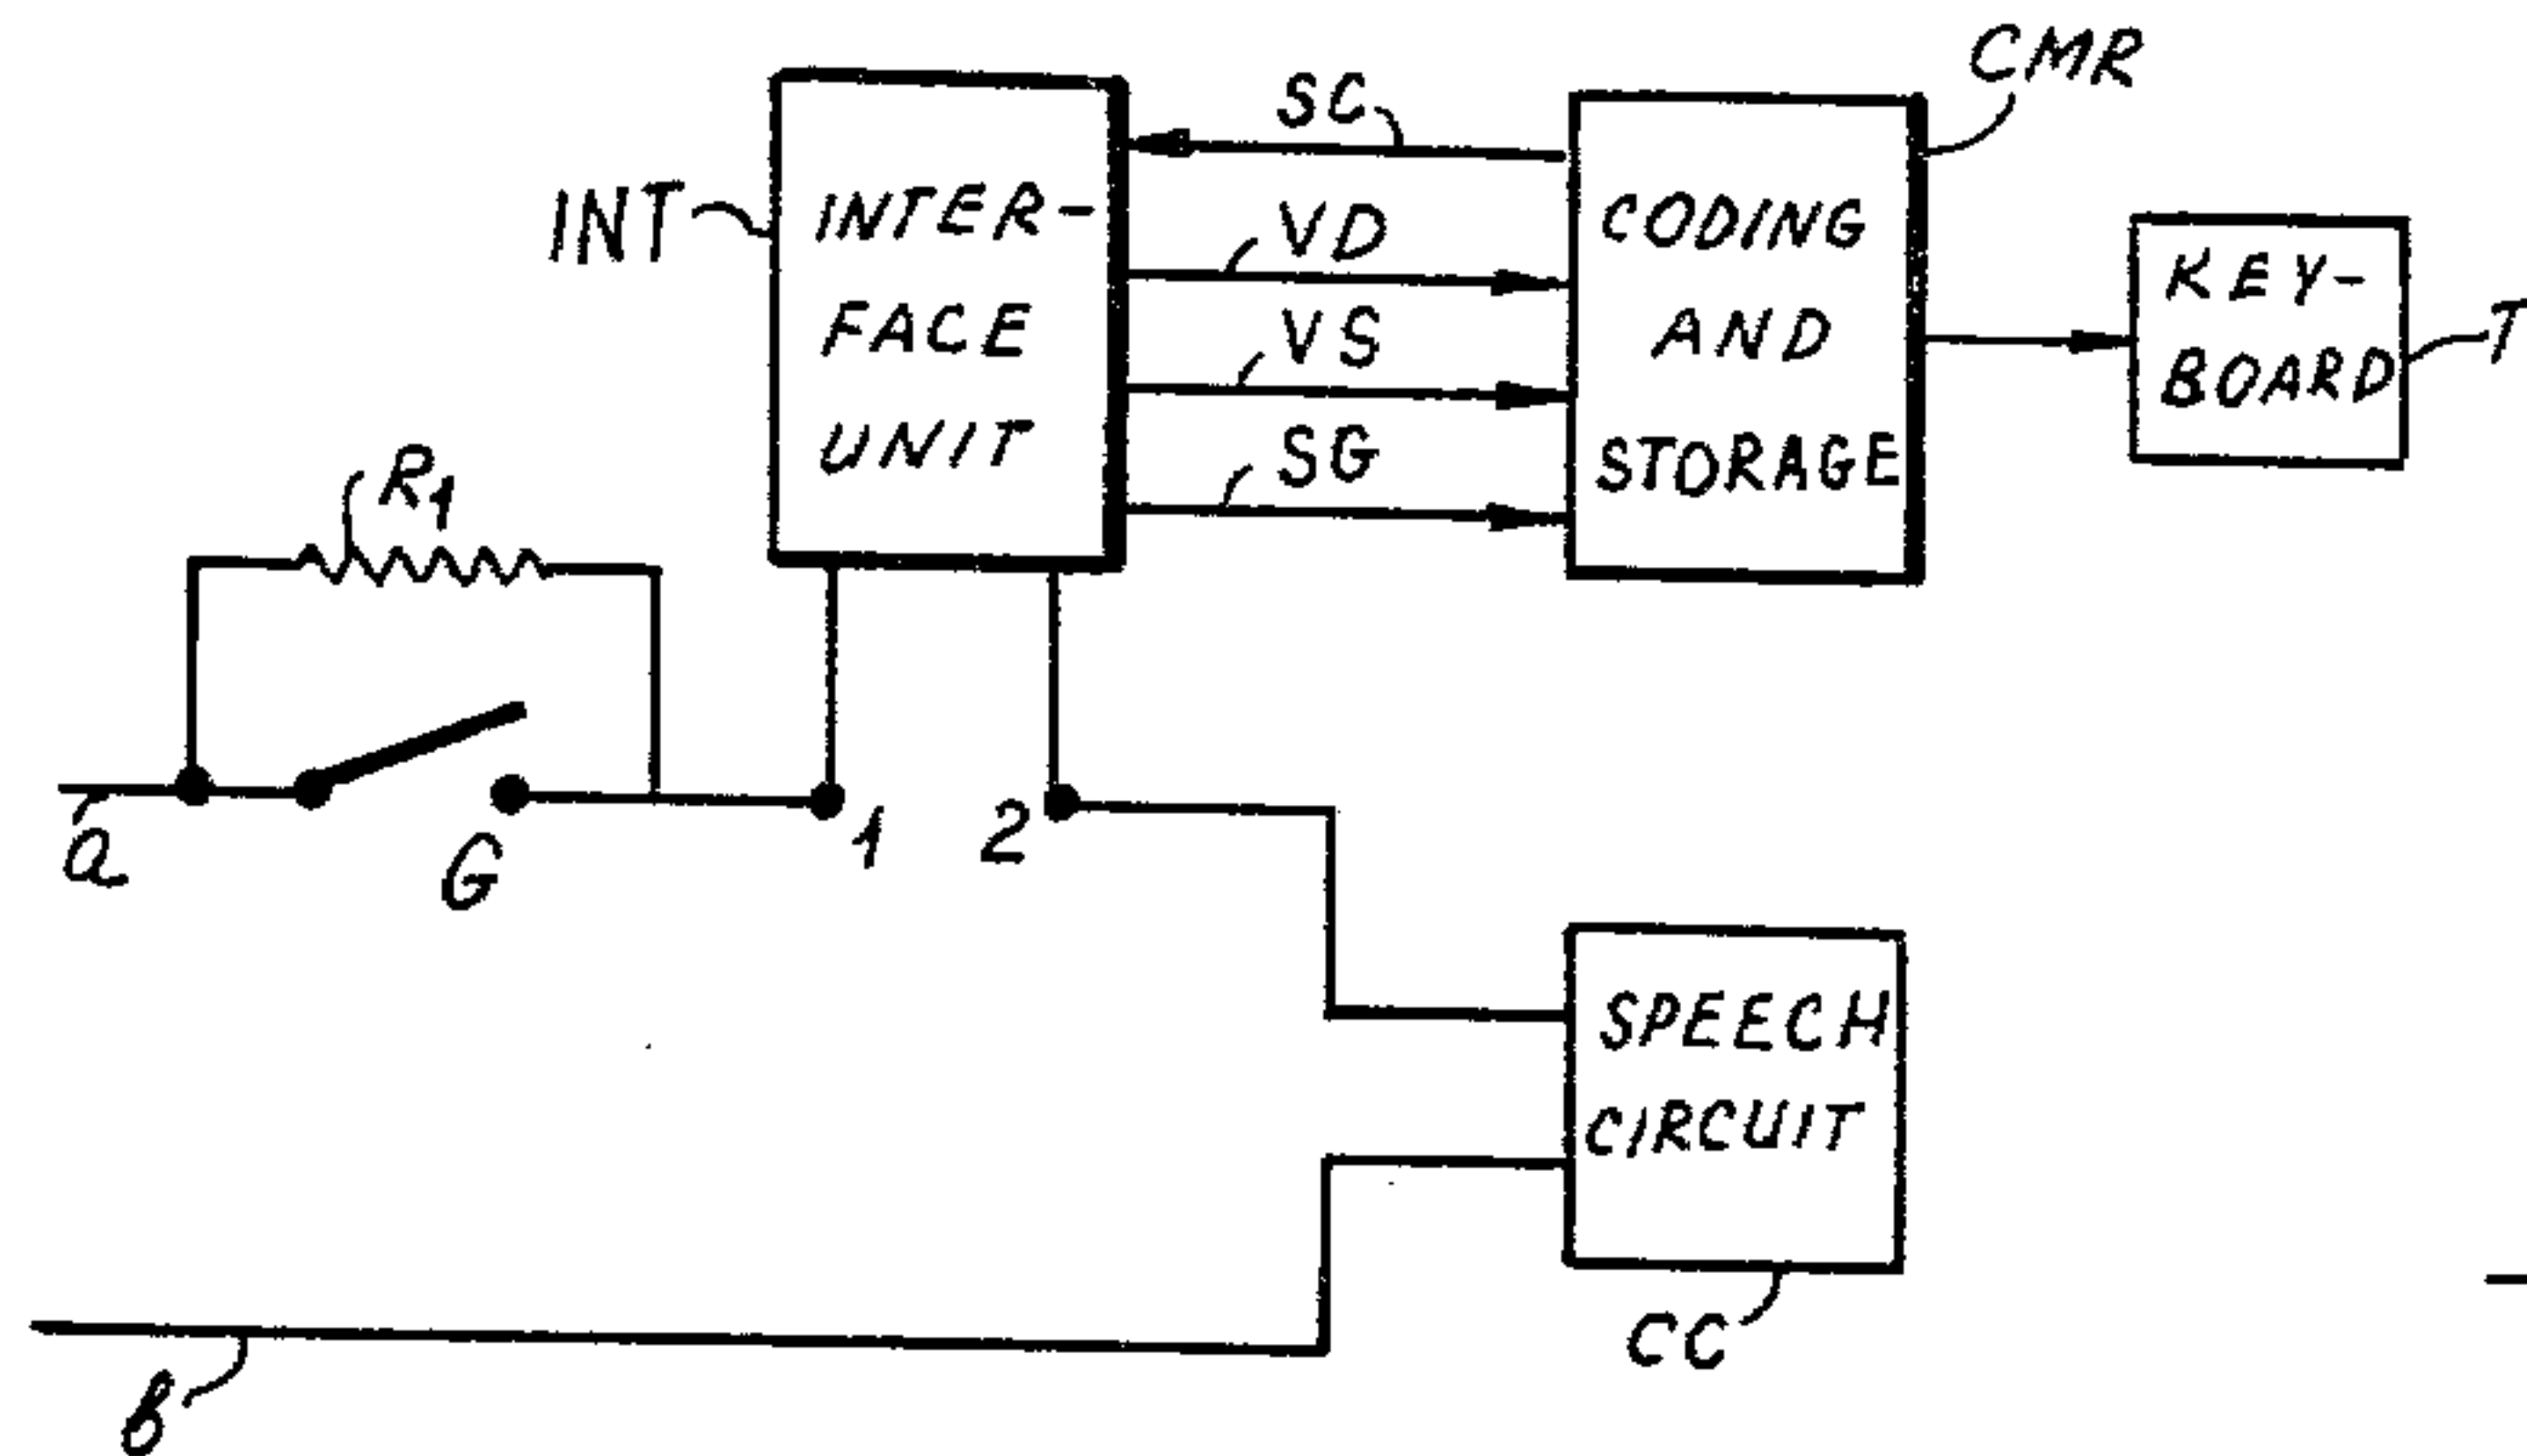 CMR
SC
INT
INTER-
FACE
UNIT
VD
VS
SG
CODING
AND
STORAGE
KEY-
BOARD
T
R1
a
G
1
2
SPEECH
CIRCUIT
CC
b